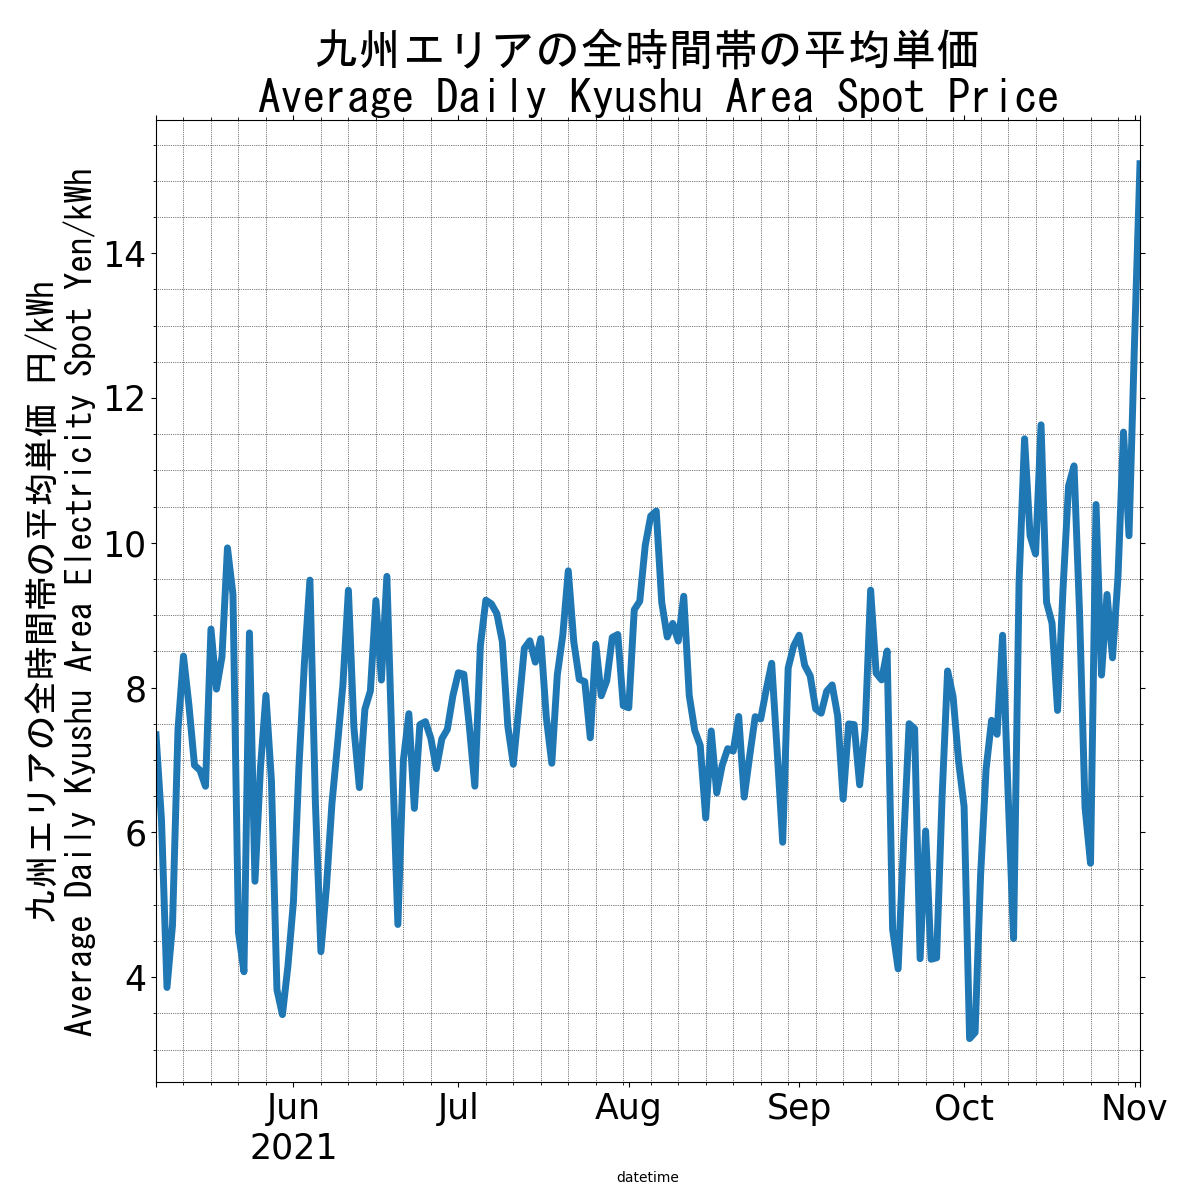 九州エリアの全時間帯の平均単価
Average Daily Kyushu Area Spot Price
九州エリアの全時間帯の平均単価 円/kWh
Average Daily Kyushu Area Electricity Spot Yen/kWh
14
12
10
8
6
4
Jun
2021
Jul
Aug
Sep
Oct
Nov
datetime